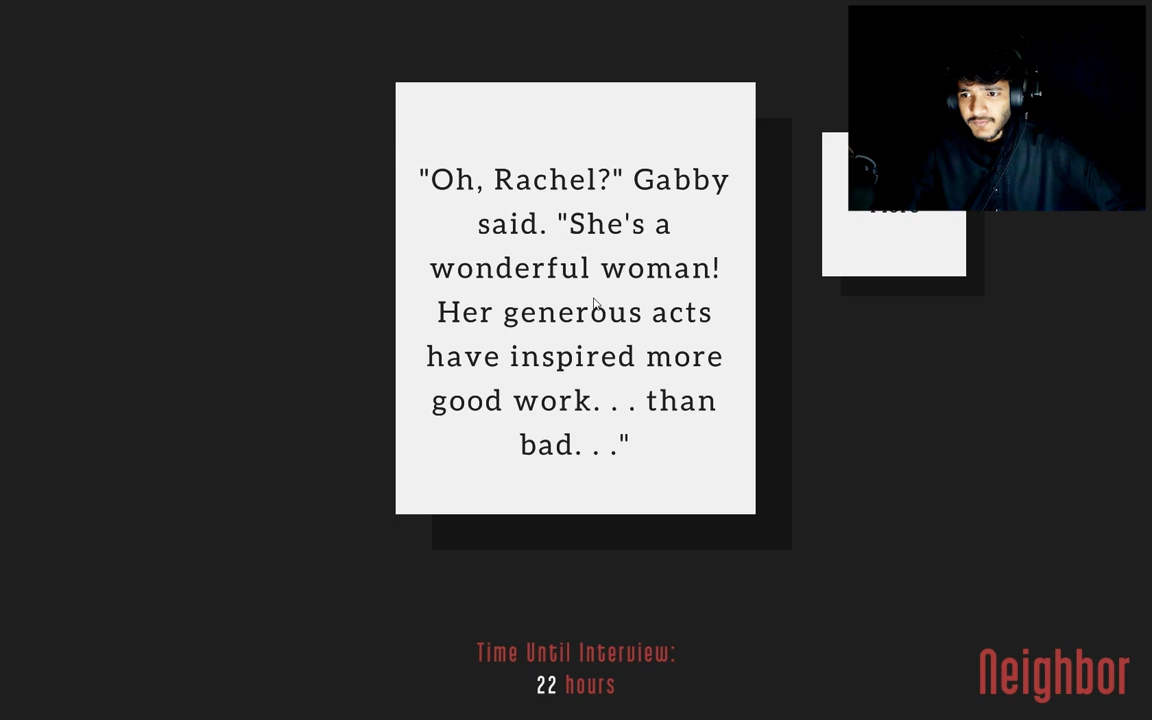 "Oh, Rachel?" Gabby
said. "She's a
wonderful woman!
Her generous acts
have inspired more
good work. . . than
bad. . ."
Time Until Interview:
22 hours
Neighbor